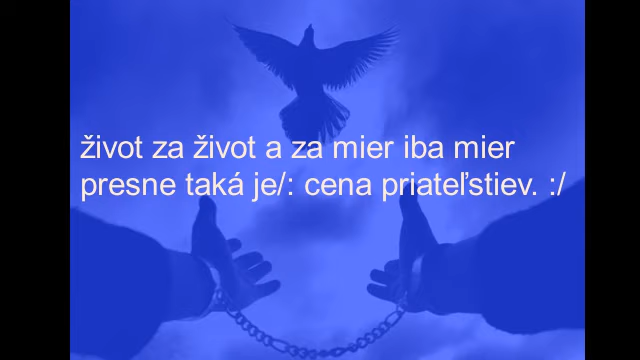 život za život a za mier iba mier
presne taká je/: cena priateľstiev. :/